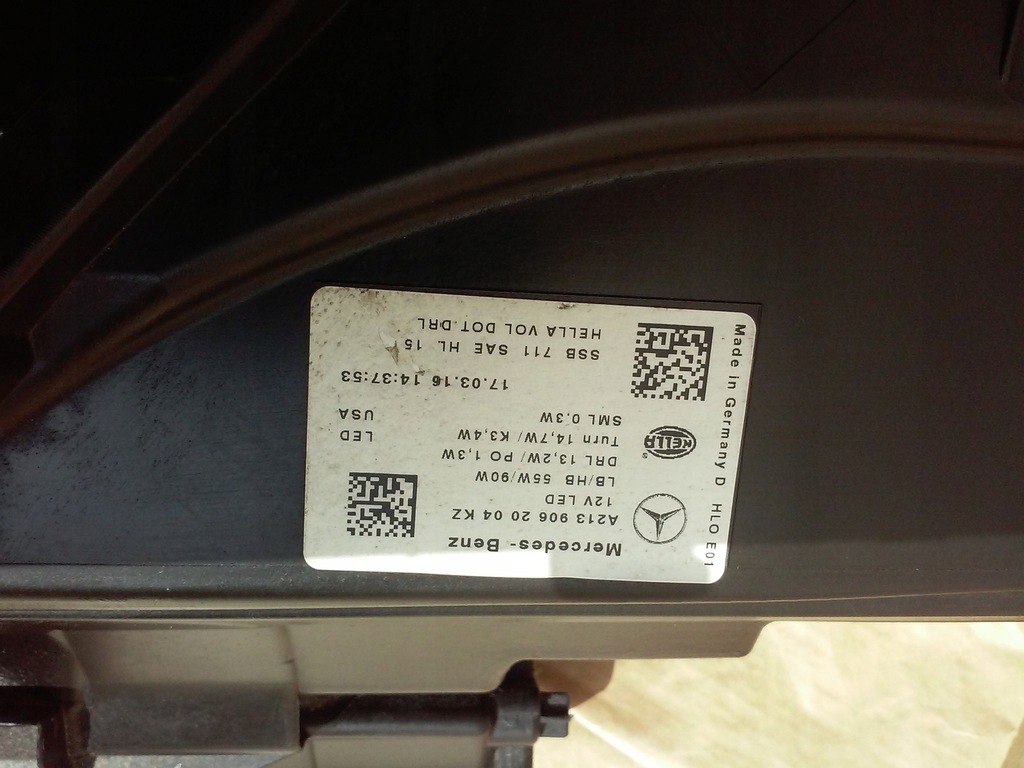 Mercedes-Benz
A213 906 20 04 KZ
12V LED
LB/HB 55W/90W
DRL 13,2W/ PO 1,3W
Turn 14,7W/ K3,4W
SML 0.3W
LED
USA
17.03.16 14:37:53
SSB 711 SAE HL 15
HELLA VOL DOT DRL
HELLA
®
Made in Germany D HLO E01